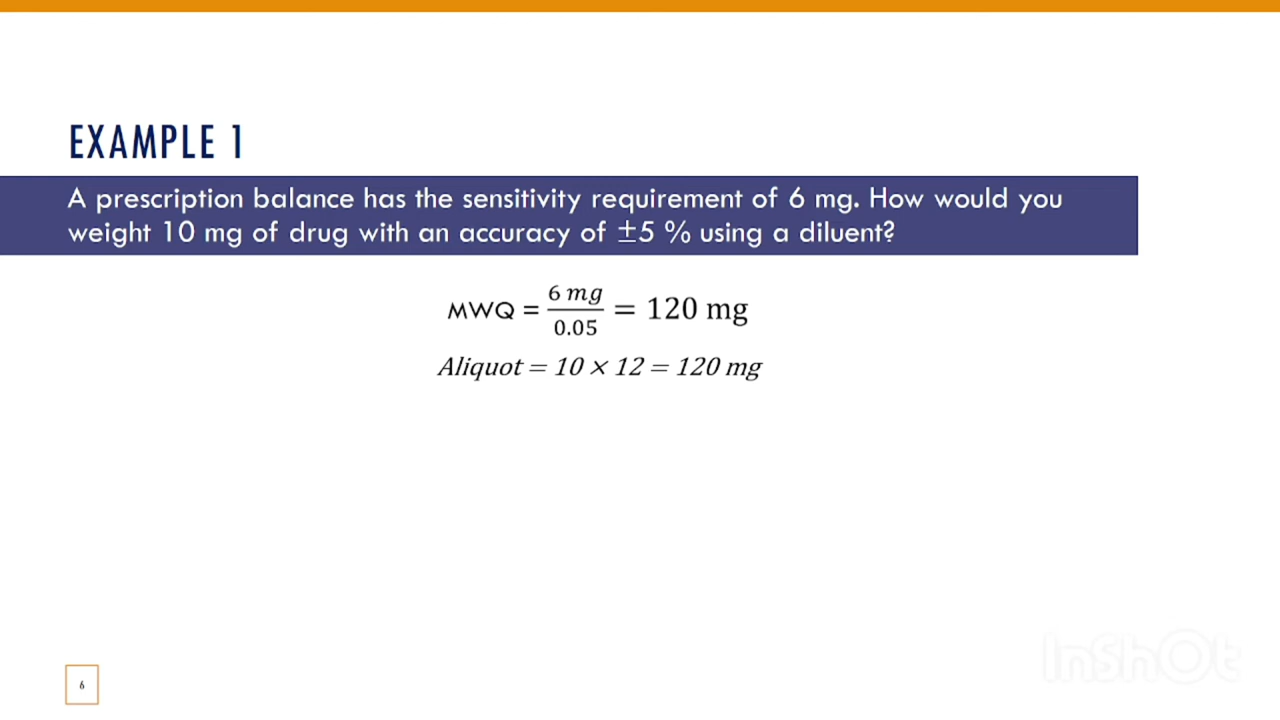 EXAMPLE 1
A prescription balance has the sensitivity requirement of 6 mg. How would you
weight 10 mg of drug with an accuracy of ±5 % using a diluent?
MWQ = 6 mg / 0.05 = 120 mg
Aliquot = 10 × 12 = 120 mg
6
InShOt